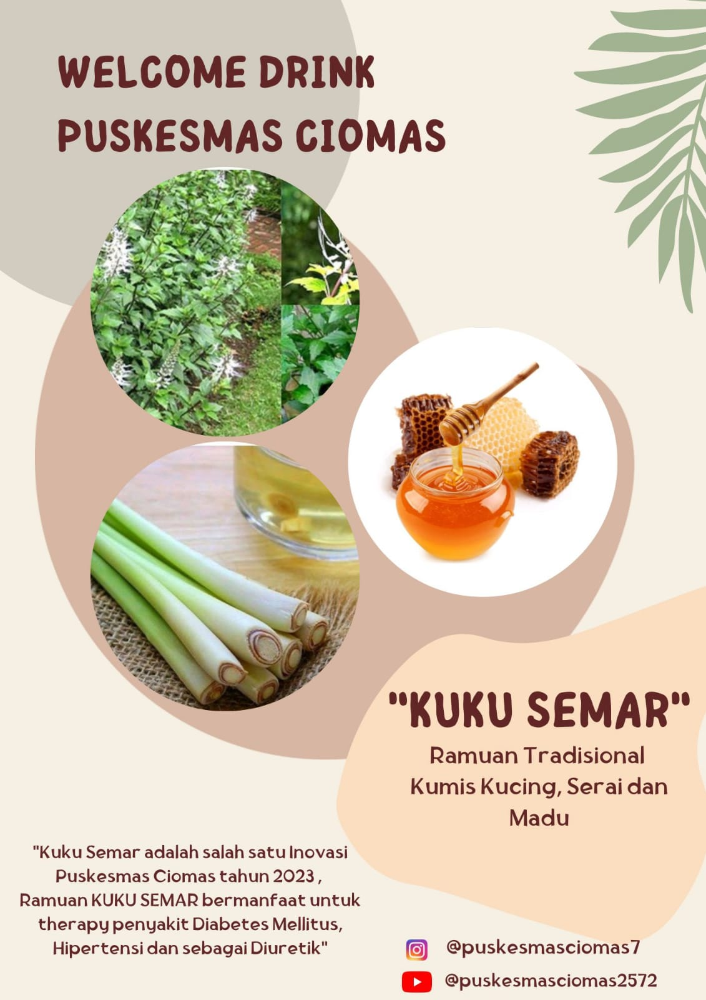 WELCOME DRINK
PUSKESMAS CIOMAS
"KUKU SEMAR"
Ramuan Tradisional
Kumis Kucing, Serai dan
Madu
"Kuku Semar adalah salah satu Inovasi
Puskesmas Ciomas tahun 2023 ,
Ramuan KUKU SEMAR bermanfaat untuk
therapy penyakit Diabetes Mellitus,
Hipertensi dan sebagai Diuretik"
@puskesmasciomas7
@puskesmasciomas2572